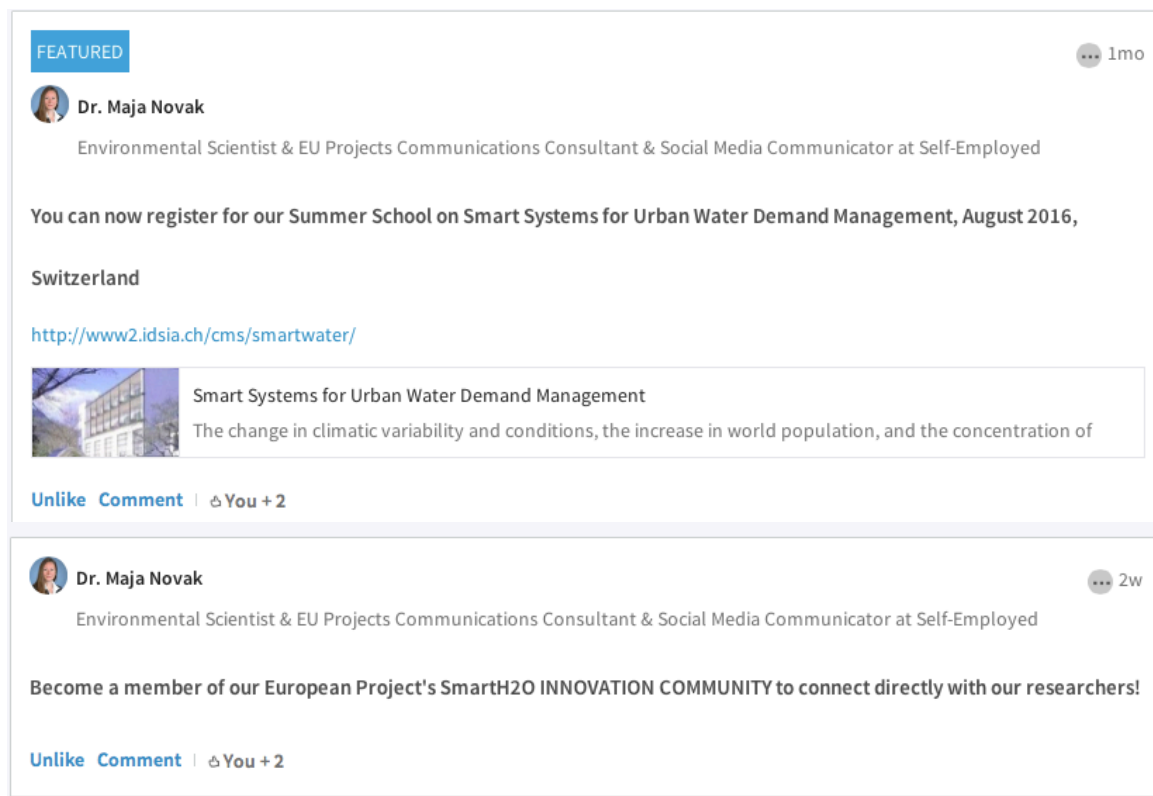 FEATURED
... 1mo
Dr. Maja Novak
Environmental Scientist & EU Projects Communications Consultant & Social Media Communicator at Self-Employed
You can now register for our Summer School on Smart Systems for Urban Water Demand Management, August 2016,
Switzerland
http://www2.idsia.ch/cms/smartwater/
Smart Systems for Urban Water Demand Management
The change in climatic variability and conditions, the increase in world population, and the concentration of
Unlike Comment | You + 2
Dr. Maja Novak
... 2w
Environmental Scientist & EU Projects Communications Consultant & Social Media Communicator at Self-Employed
Become a member of our European Project's SmartH2O INNOVATION COMMUNITY to connect directly with our researchers!
Unlike Comment | You + 2